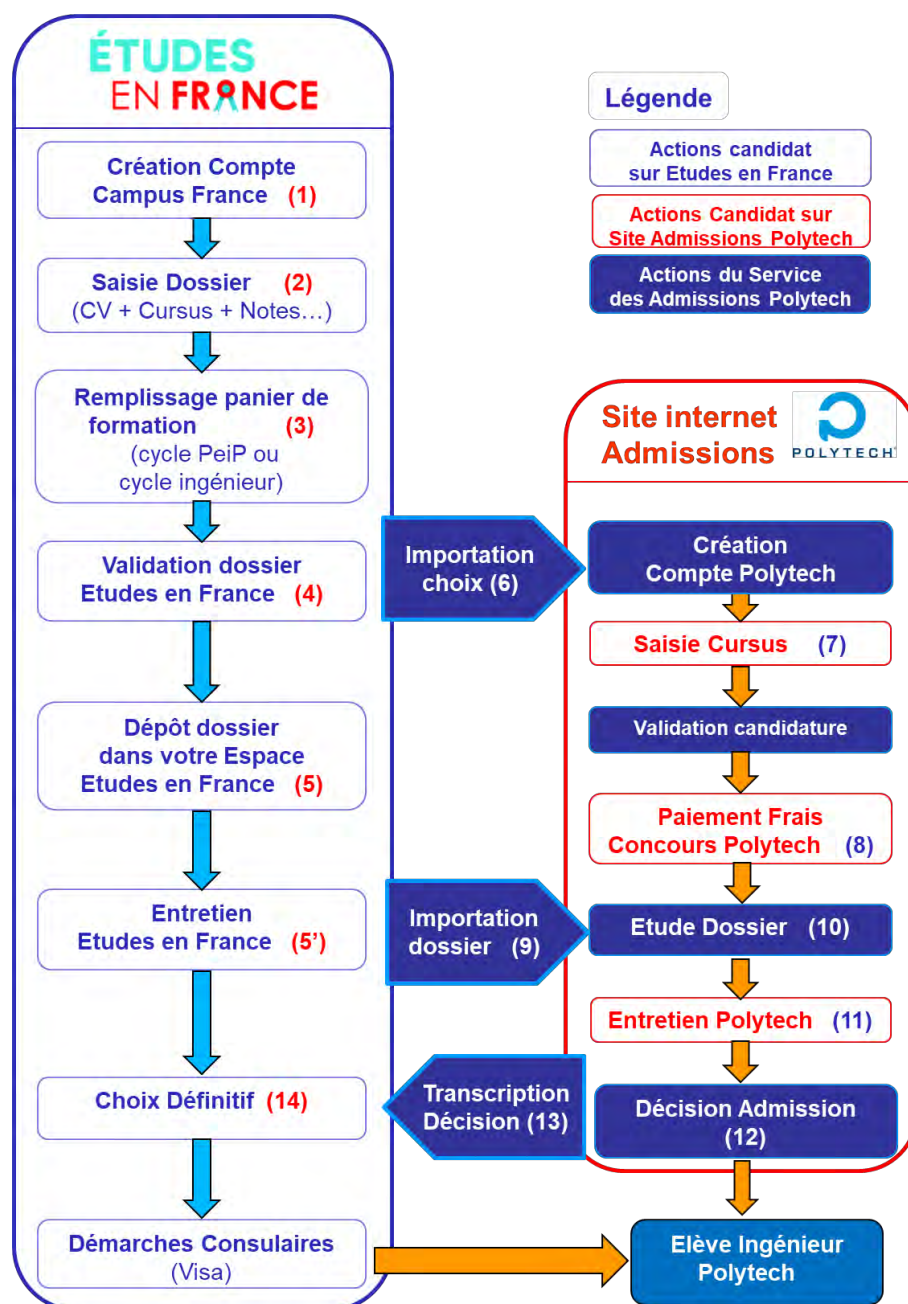 ÉTUDES
EN FRANCE
Création Compte
Campus France (1)
Saisie Dossier (2)
(CV + Cursus + Notes…)
Remplissage panier de
formation (3)
(cycle PeiP ou
cycle ingénieur)
Validation dossier
Etudes en France (4)
Dépôt dossier
dans votre Espace
Etudes en France (5)
Entretien
Etudes en France (5’)
Choix Définitif (14)
Démarches Consulaires
(Visa)
Importation
choix (6)
Importation
dossier (9)
Transcription
Décision (13)
Légende
Actions candidat
sur Etudes en France
Actions Candidat sur
Site Admissions Polytech
Actions du Service
des Admissions Polytech
Site internet
Admissions
POLYTECH
Création
Compte Polytech
Saisie Cursus (7)
Validation candidature
Paiement Frais
Concours Polytech (8)
Etude Dossier (10)
Entretien Polytech (11)
Décision Admission
(12)
Elève Ingénieur
Polytech